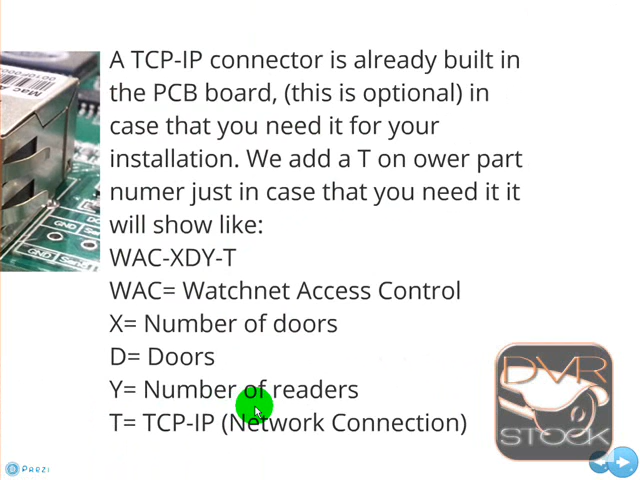 A TCP-IP connector is already built in
the PCB board, (this is optional) in
case that you need it for your
installation. We add a T on ower part
numer just in case that you need it it
will show like:
WAC-XDY-T
WAC= Watchnet Access Control
X= Number of doors
D= Doors
Y= Number of readers
T= TCP-IP (Network Connection)
DVR
STOCK
Prezi
Mac A
GND
GND